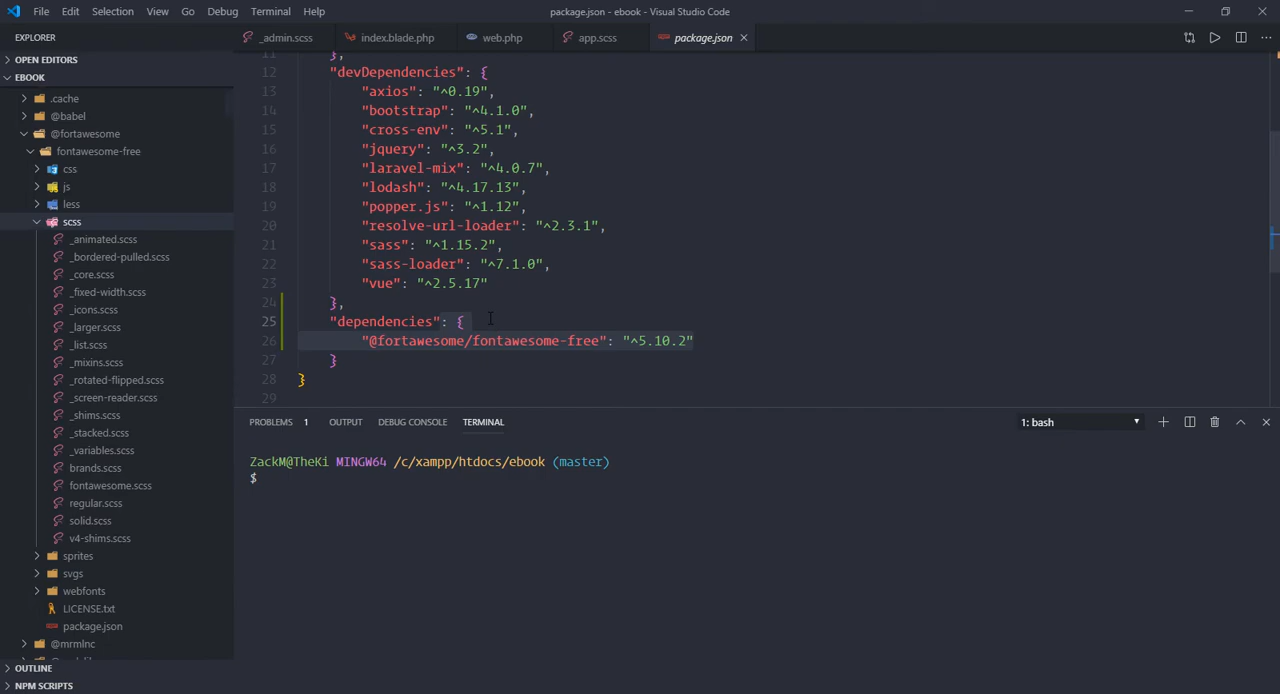 File Edit Selection View Go Debug Terminal Help
package.json - ebook - Visual Studio Code
EXPLORER
_admin.scss
index.blade.php
web.php
app.scss
package.json
OPEN EDITORS
EBOOK
.cache
@babel
@fortawesome
fontawesome-free
css
js
less
scss
_animated.scss
_bordered-pulled.scss
_core.scss
_fixed-width.scss
_icons.scss
_larger.scss
_list.scss
_mixins.scss
_rotated-flipped.scss
_screen-reader.scss
_shims.scss
_stacked.scss
_variables.scss
brands.scss
fontawesome.scss
regular.scss
solid.scss
v4-shims.scss
sprites
svgs
webfonts
LICENSE.txt
package.json
@mrmlnc
OUTLINE
NPM SCRIPTS
11 },
12 "devDependencies": {
13 "axios": "^0.19",
14 "bootstrap": "^4.1.0",
15 "cross-env": "^5.1",
16 "jquery": "^3.2",
17 "laravel-mix": "^4.0.7",
18 "lodash": "^4.17.13",
19 "popper.js": "^1.12",
20 "resolve-url-loader": "^2.3.1",
21 "sass": "^1.15.2",
22 "sass-loader": "^7.1.0",
23 "vue": "^2.5.17"
24 },
25 "dependencies": {
26 "@fortawesome/fontawesome-free": "^5.10.2"
27 }
28 }
29
PROBLEMS 1 OUTPUT DEBUG CONSOLE TERMINAL
1: bash
ZackM@TheKi MINGW64 /c/xampp/htdocs/ebook (master)
$